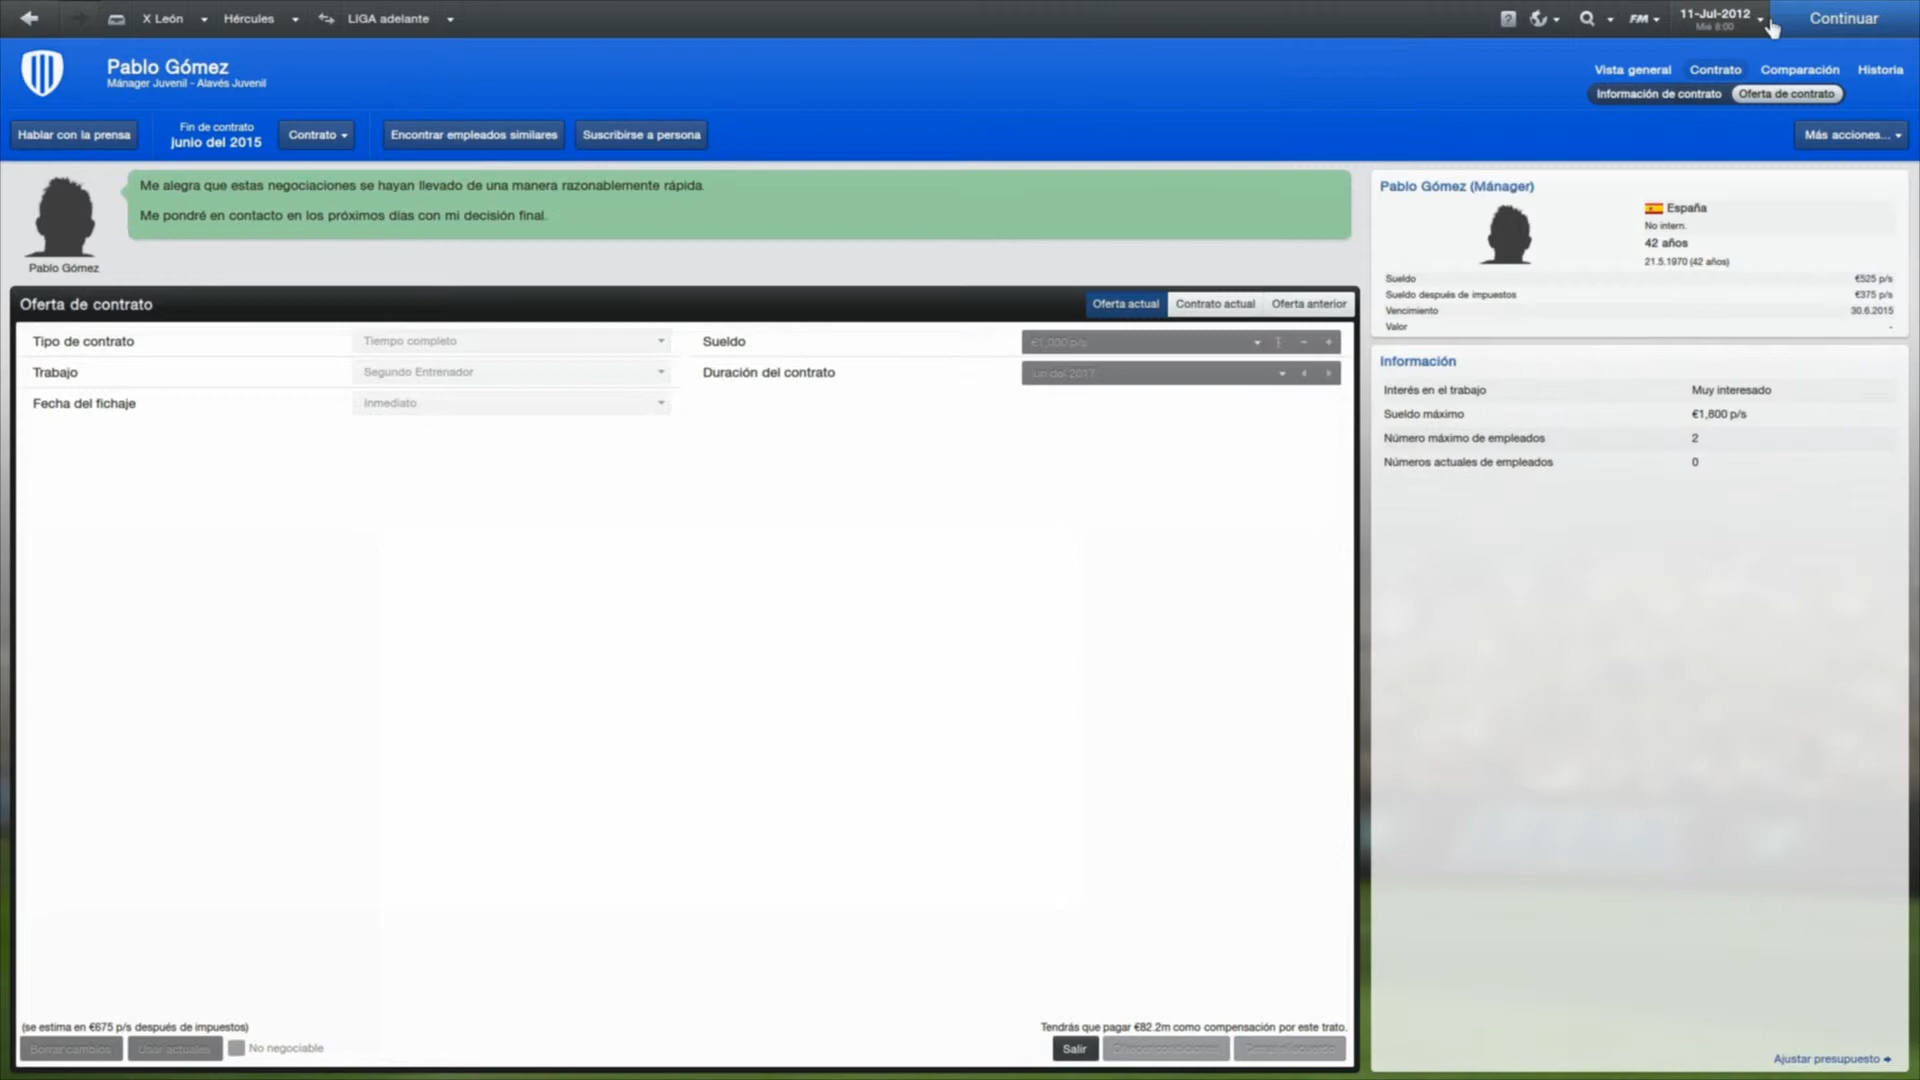 X León
Hércules
LIGA adelante
FM
11-Jul-2012
Mié 8:00
Continuar
Pablo Gómez
Mánager Juvenil - Alavés Juvenil
Vista general
Contrato
Comparación
Historia
Información de contrato
Oferta de contrato
Hablar con la prensa
Fin de contrato
Junio del 2015
Contrato
Encontrar empleados similares
Suscribirse a persona
Más acciones...
Me alegra que estas negociaciones se hayan llevado de una manera razonablemente rápida.
Me pondré en contacto en los próximos días con mi decisión final.
Pablo Gómez
Pablo Gómez (Mánager)
España
No intern.
42 años
21.5.1970 (42 años)
Sueldo €525 p/s
Sueldo después de impuestos €375 p/s
Vencimiento 30.6.2015
Valor -
Oferta de contrato
Oferta actual
Contrato actual
Oferta anterior
Tipo de contrato Tiempo completo
Sueldo €1,000 p/s
Trabajo Segundo Entrenador
Duración del contrato
Fecha del fichaje Inmediato
Información
Interés en el trabajo Muy interesado
Sueldo máximo €1,800 p/s
Número máximo de empleados 2
Números actuales de empleados 0
(se estima en €675 p/s después de impuestos)
Tendrás que pagar €82.2m como compensación por este trato.
Borrar cambios
Usar actuales
No negociable
Salir
Ajustar presupuesto